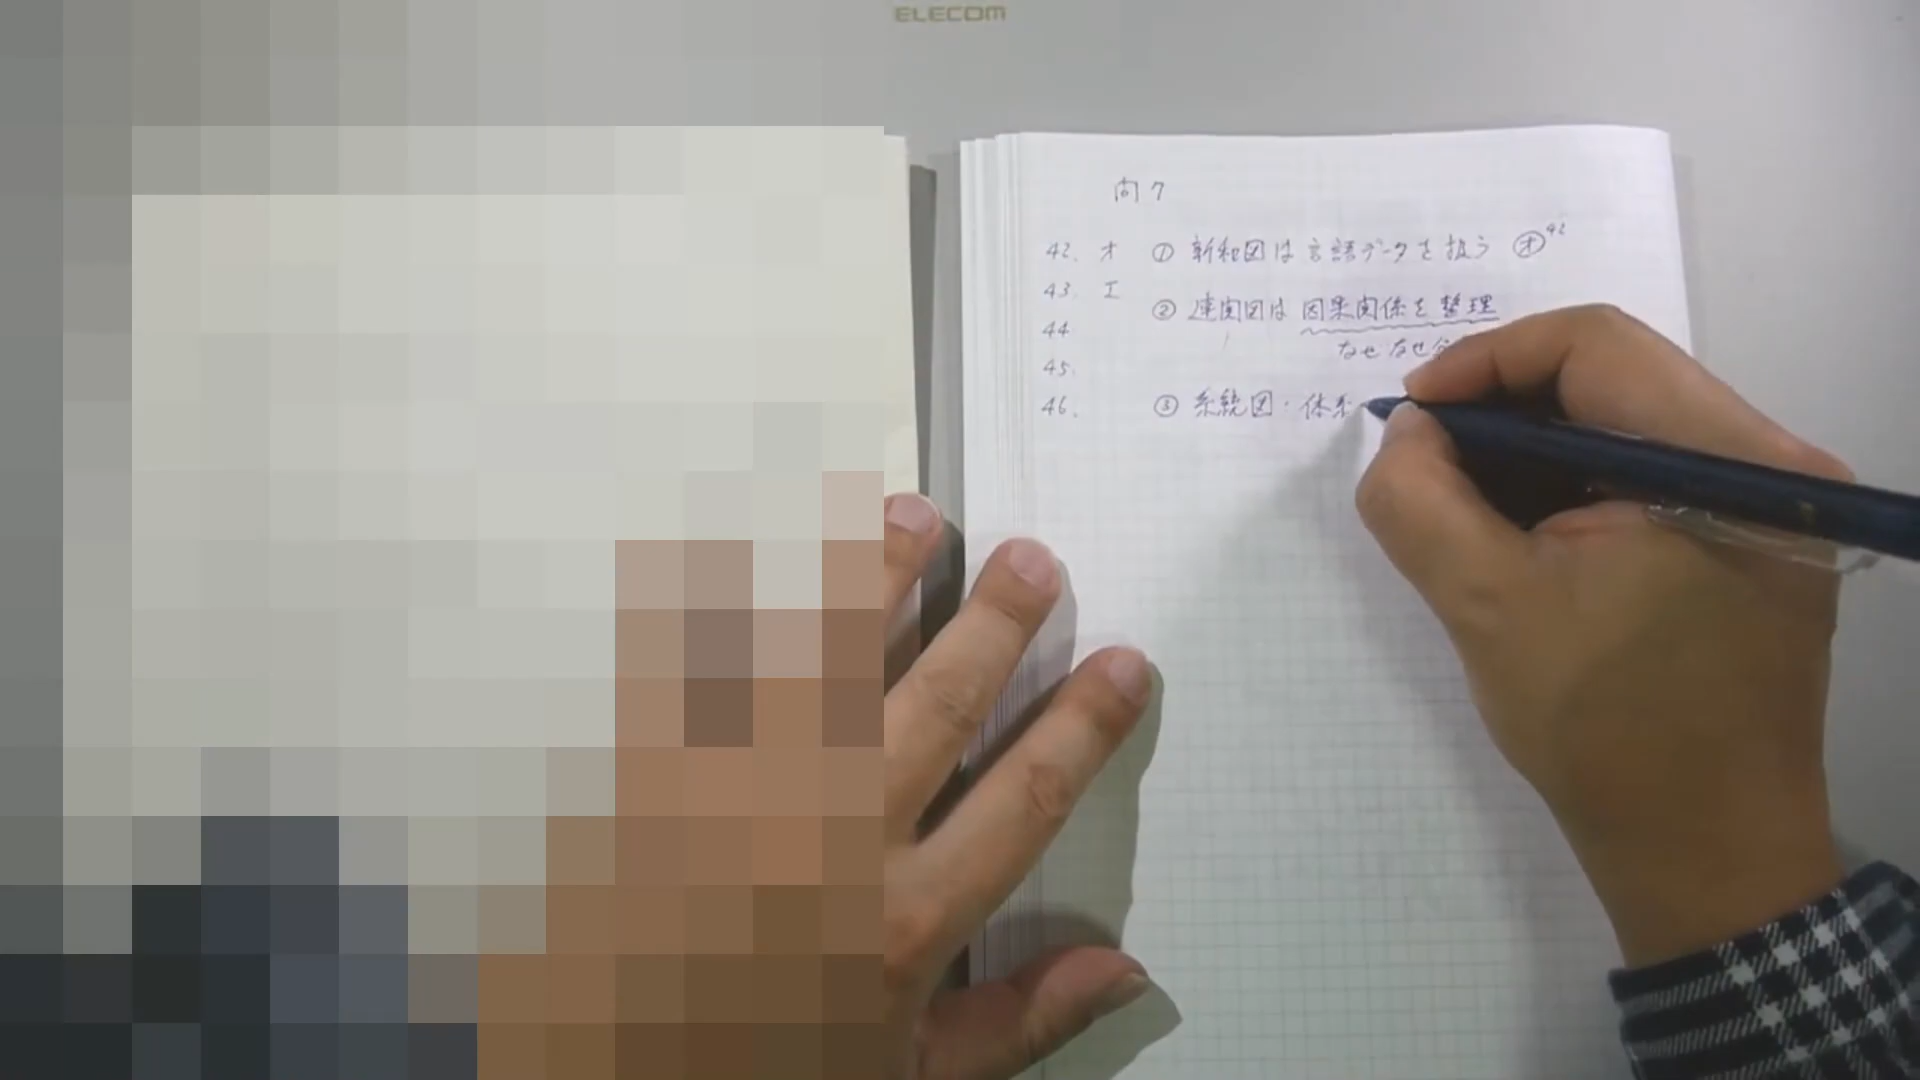 ELECOM
問7
42. オ ① 新和図は言語データを扱う オ 42
43. エ
② 連関図は因果関係を整理
44
なぜなぜ分
45.
46. ③ 系統図・体系